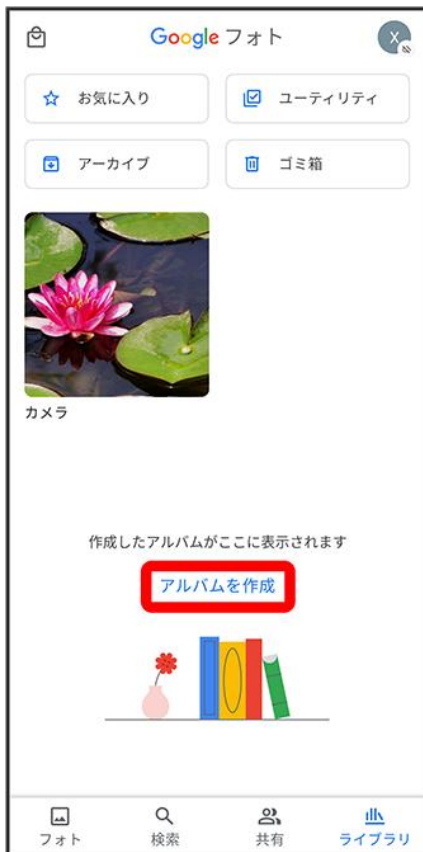 Google フォト
X
お気に入り
ユーティリティ
アーカイブ
ゴミ箱
カメラ
作成したアルバムがここに表示されます
アルバムを作成
フォト
検索
共有
ライブラリ